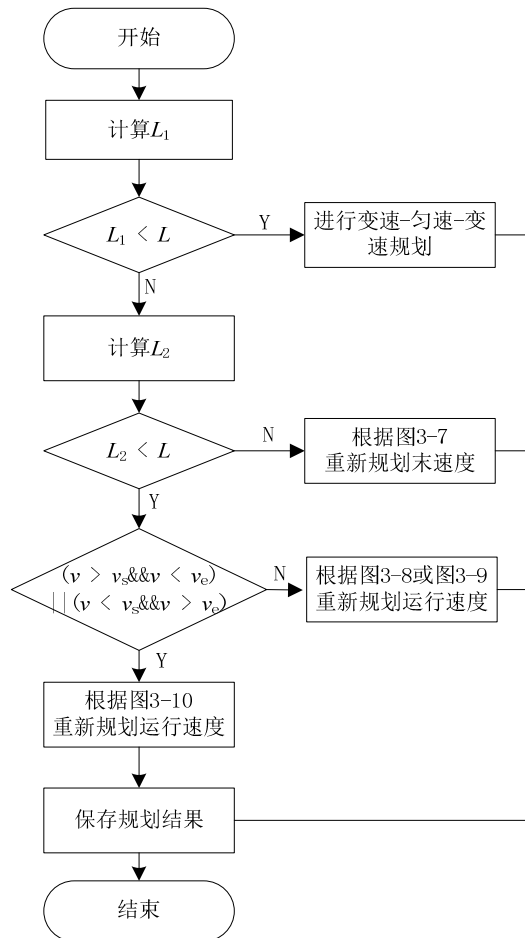 开始
计算L₁
L₁ < L
Y
进行变速-匀速-变
速规划
N
计算L₂
L₂ < L
N
根据图3-7
重新规划末速度
Y
(v > vₛ&&v < vₑ)
||(v < vₛ&&v > vₑ)
N
根据图3-8或图3-9
重新规划运行速度
Y
根据图3-10
重新规划运行速度
保存规划结果
结束